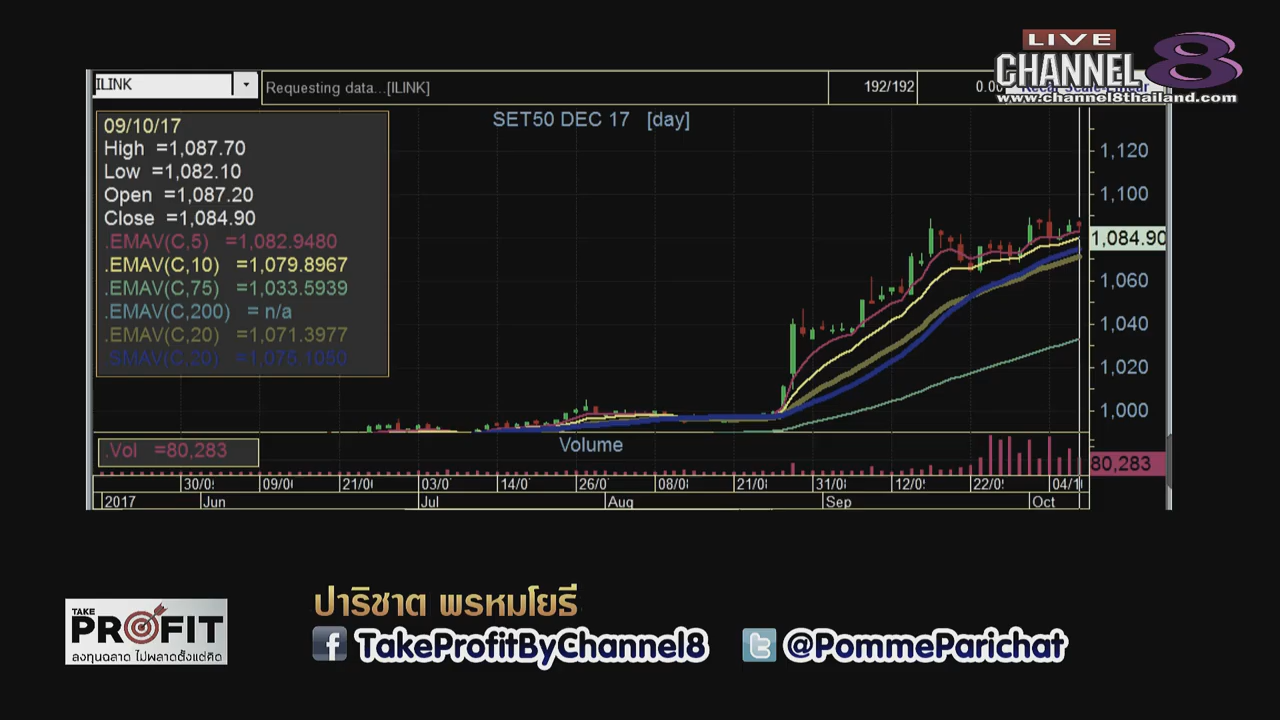 LIVE
CHANNEL 8
www.channel8thailand.com
ILINK
Requesting data...[ILINK]
192/192
0.00
SET50 DEC 17 [day]
09/10/17
High =1,087.70
Low =1,082.10
Open =1,087.20
Close =1,084.90
.EMAV(C,5) =1,082.9480
.EMAV(C,10) =1,079.8967
.EMAV(C,75) =1,033.5939
.EMAV(C,200) = n/a
.EMAV(C,20) =1,071.3977
.SMAV(C,20) =1,075.1050
1,120
1,100
1,084.90
1,060
1,040
1,020
1,000
.Vol =80,283
Volume
80,283
30/05 09/0 21/0 03/0 14/0 26/0 08/0 21/0 31/0 12/0 22/0 04/1
2017 Jun Jul Aug Sep Oct
TAKE
PROFIT
ลงทุนฉลาด ไม่พลาดตั้งแต่คิด
ปาริชาต พรหมโยธี
f TakeProfitByChannel8
t @PommeParichat